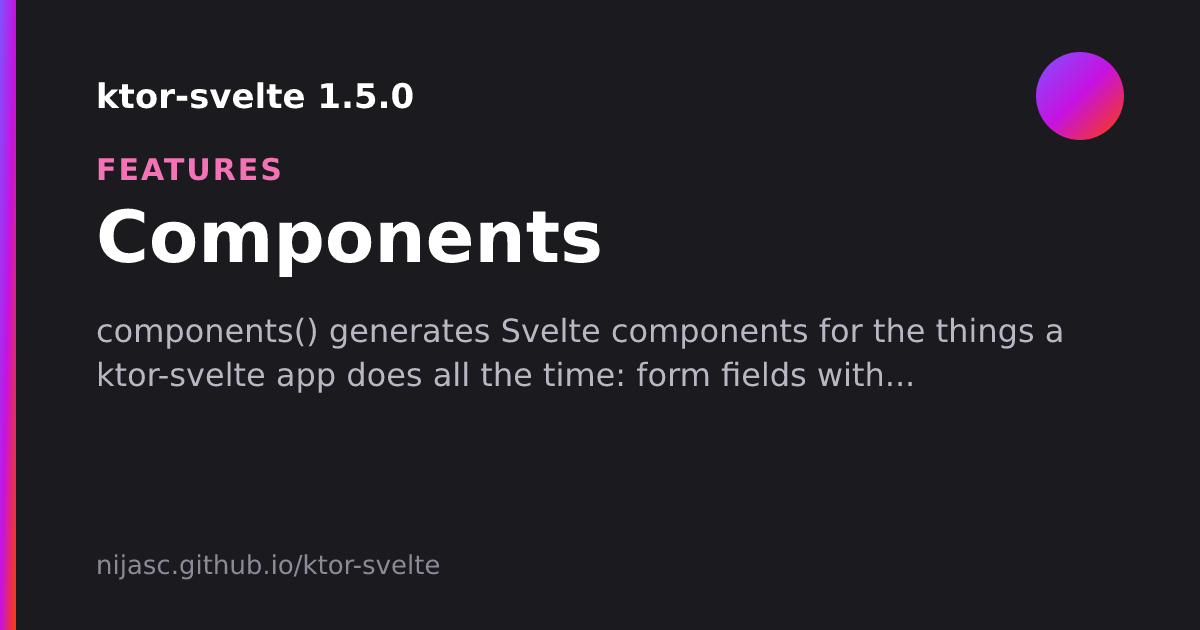 ktor-svelte 1.5.0
FEATURES
Components
components() generates Svelte components for the things a
ktor-svelte app does all the time: form fields with…
nijasc.github.io/ktor-svelte